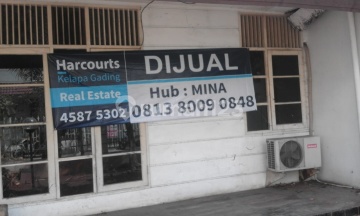 Harcourts
Kelapa Gading
Real Estate
4587 5302
DIJUAL
Hub : MINA
0813 8009 0848